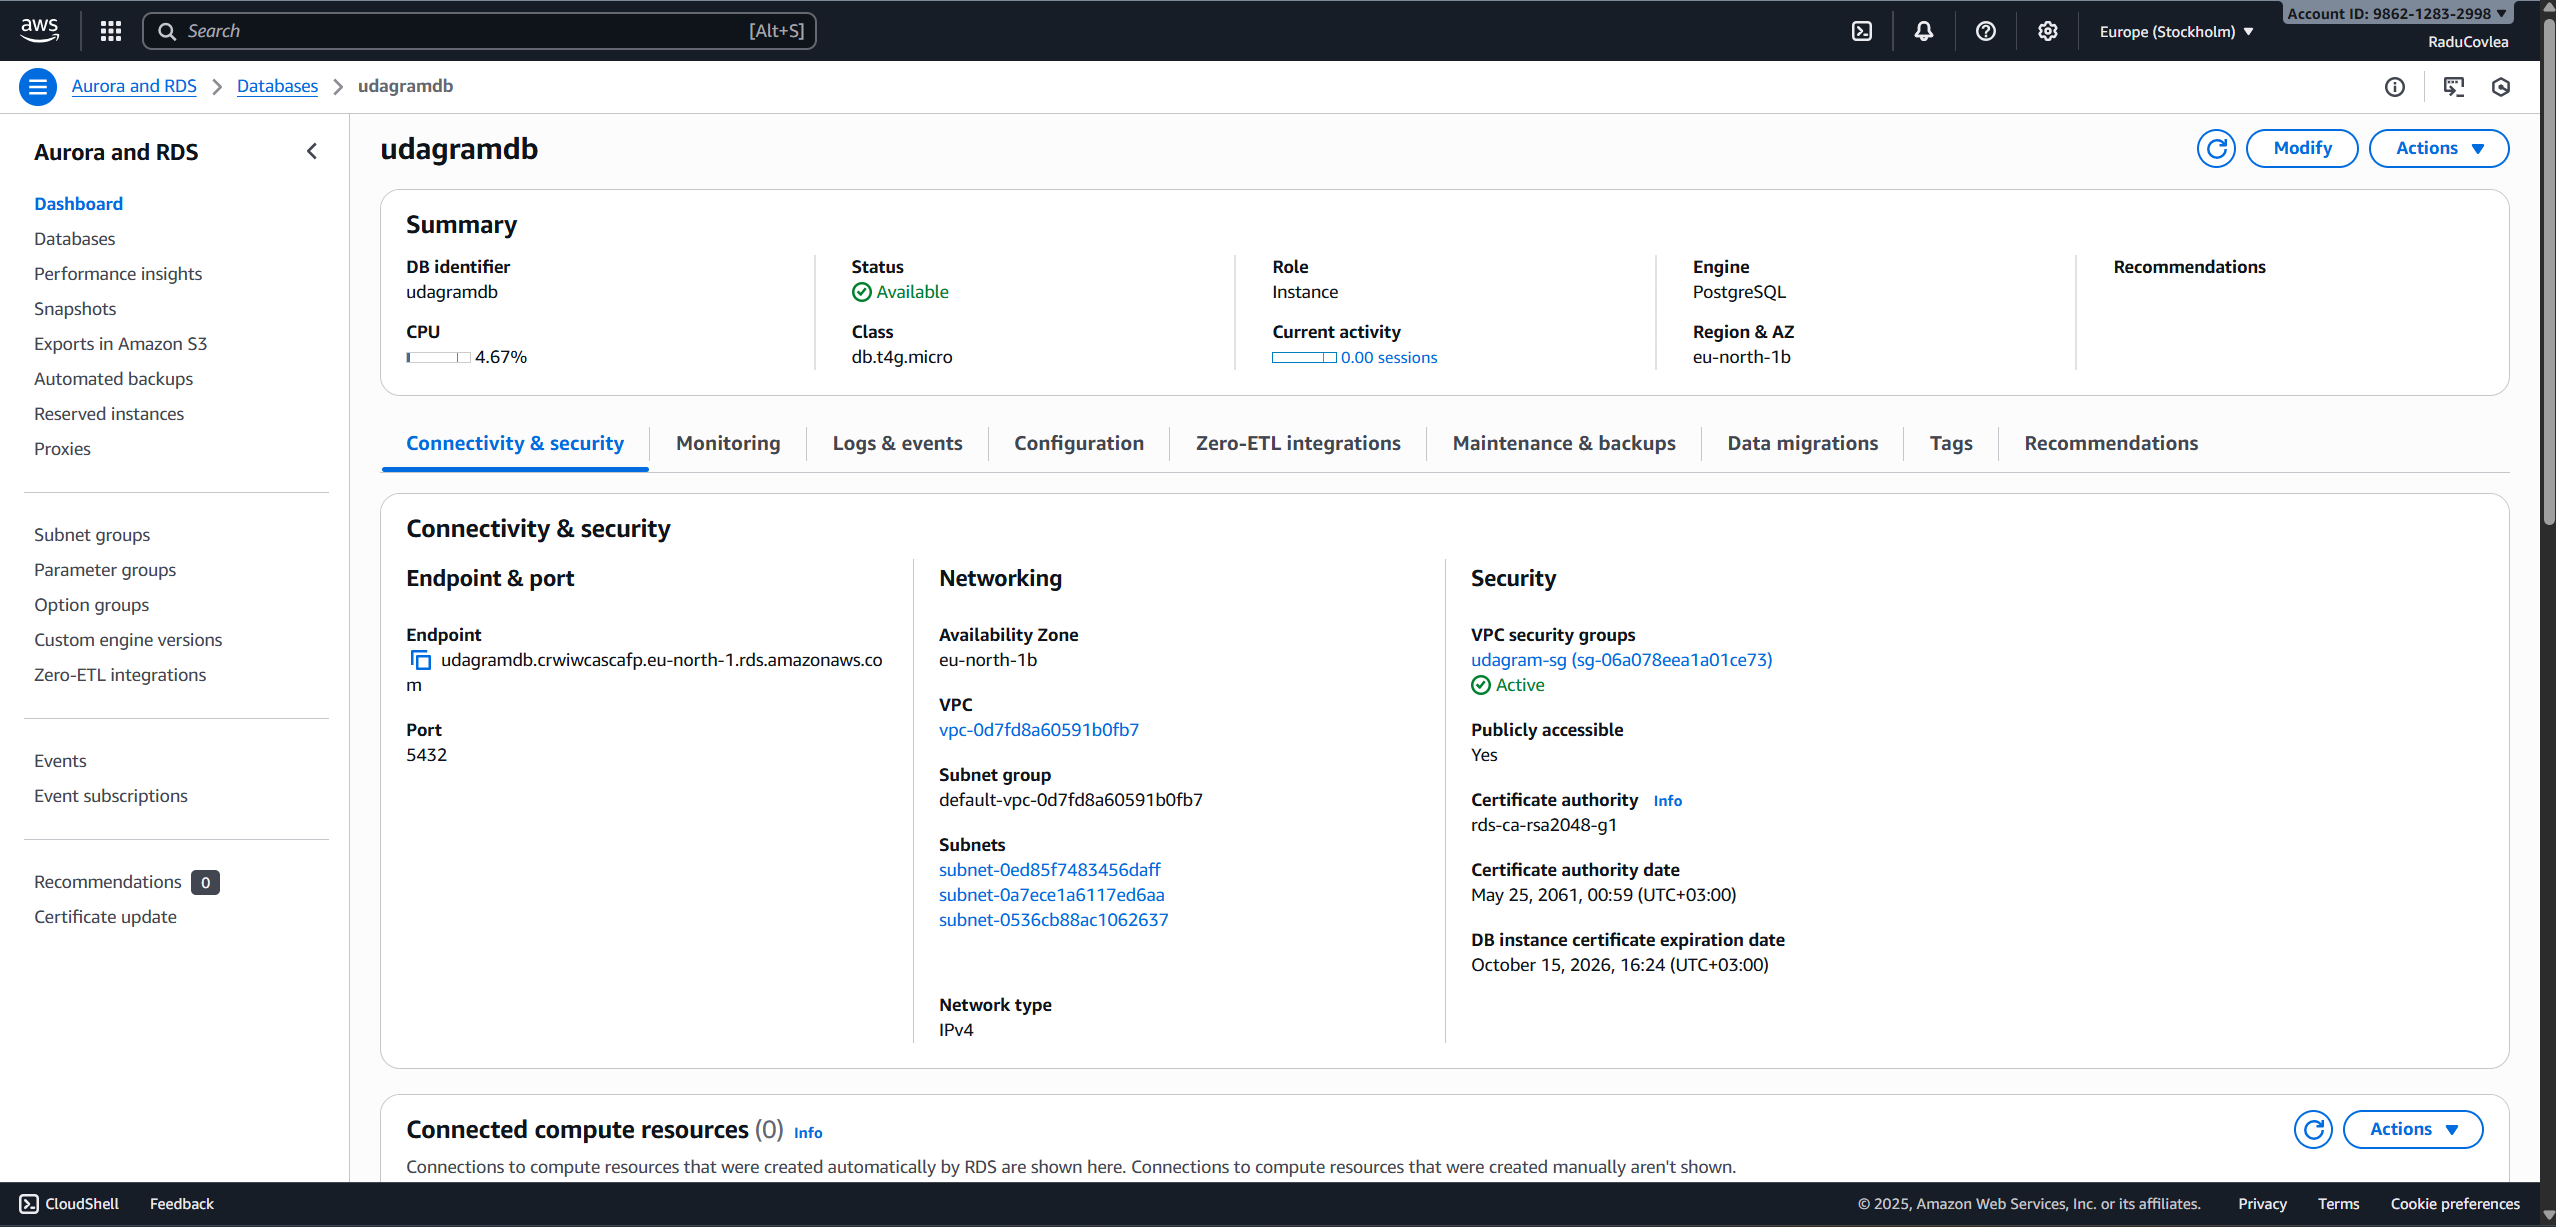 aws
Search
[Alt+S]
Europe (Stockholm)
Account ID: 9862-1283-2998
RaduCovlea
Aurora and RDS
Databases
udagramdb
Aurora and RDS
Dashboard
Databases
Performance insights
Snapshots
Exports in Amazon S3
Automated backups
Reserved instances
Proxies
Subnet groups
Parameter groups
Option groups
Custom engine versions
Zero-ETL integrations
Events
Event subscriptions
Recommendations 0
Certificate update
udagramdb
Modify
Actions
Summary
DB identifier
udagramdb
CPU
4.67%
Status
Available
Class
db.t4g.micro
Role
Instance
Current activity
0.00 sessions
Engine
PostgreSQL
Region & AZ
eu-north-1b
Recommendations
Connectivity & security
Monitoring
Logs & events
Configuration
Zero-ETL integrations
Maintenance & backups
Data migrations
Tags
Recommendations
Connectivity & security
Endpoint & port
Endpoint
udagramdb.crwiwcascafp.eu-north-1.rds.amazonaws.co
m
Port
5432
Networking
Availability Zone
eu-north-1b
VPC
vpc-0d7fd8a60591b0fb7
Subnet group
default-vpc-0d7fd8a60591b0fb7
Subnets
subnet-0ed85f7483456daff
subnet-0a7ece1a6117ed6aa
subnet-0536cb88ac1062637
Network type
IPv4
Security
VPC security groups
udagram-sg (sg-06a078eea1a01ce73)
Active
Publicly accessible
Yes
Certificate authority Info
rds-ca-rsa2048-g1
Certificate authority date
May 25, 2061, 00:59 (UTC+03:00)
DB instance certificate expiration date
October 15, 2026, 16:24 (UTC+03:00)
Connected compute resources (0) Info
Actions
Connections to compute resources that were created automatically by RDS are shown here. Connections to compute resources that were created manually aren't shown.
CloudShell
Feedback
© 2025, Amazon Web Services, Inc. or its affiliates.
Privacy
Terms
Cookie preferences